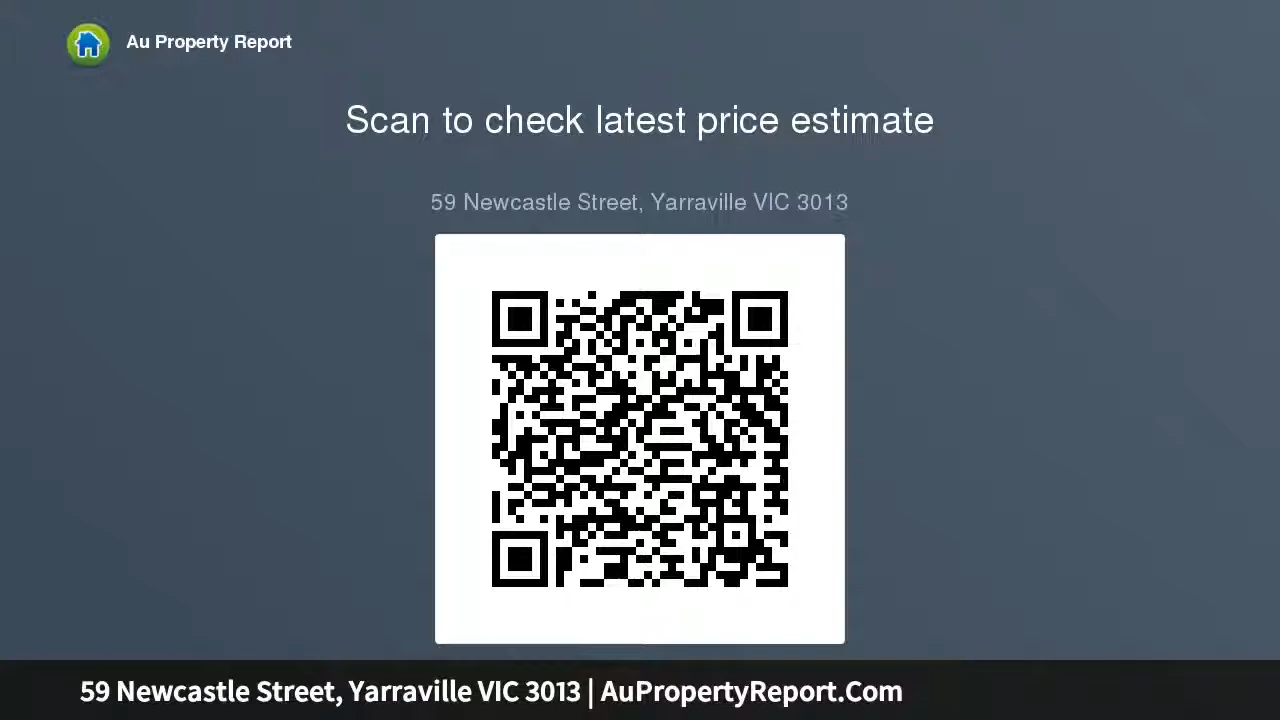 Au Property Report
Scan to check latest price estimate
59 Newcastle Street, Yarraville VIC 3013
59 Newcastle Street, Yarraville VIC 3013 | AuPropertyReport.Com